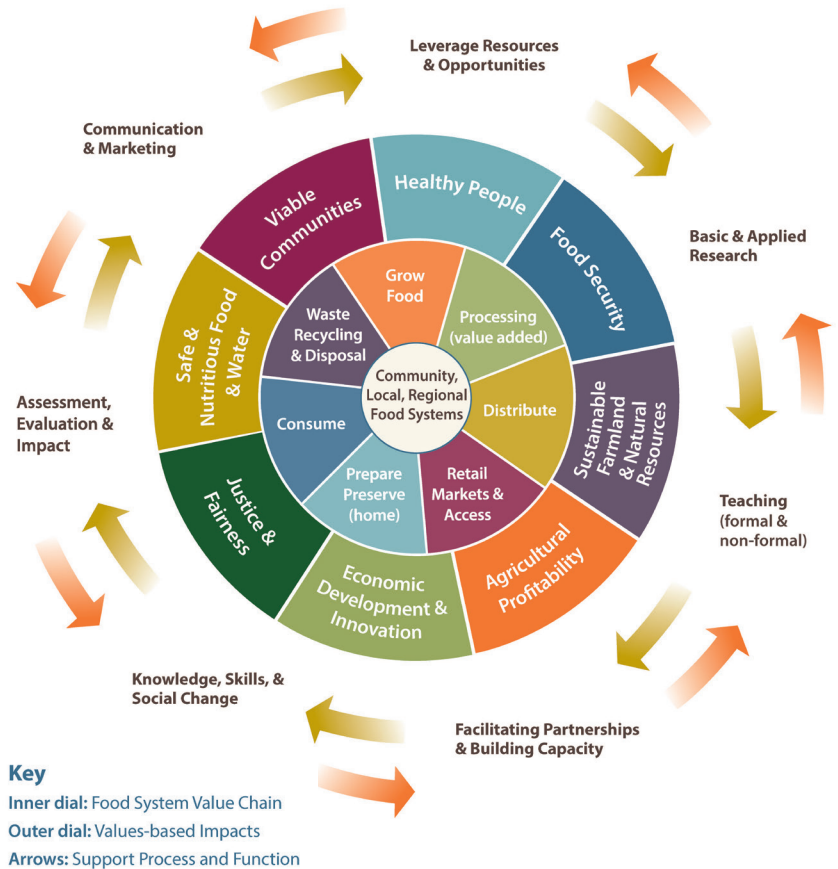 Leverage Resources
& Opportunities
Communication
& Marketing
Basic & Applied
Research
Assessment,
Evaluation &
Impact
Teaching
(formal &
non-formal)
Knowledge, Skills, &
Social Change
Facilitating Partnerships
& Building Capacity
Healthy People
Food Security
Sustainable
Farmland
& Natural
Resources
Agricultural
Profitability
Economic
Development &
Innovation
Justice &
Fairness
Safe &
Nutritious Food
& Water
Viable
Communities
Grow
Food
Processing
(value added)
Distribute
Retail
Markets &
Access
Prepare
Preserve
(home)
Consume
Waste
Recycling
& Disposal
Community,
Local, Regional
Food Systems
Key
Inner dial: Food System Value Chain
Outer dial: Values-based Impacts
Arrows: Support Process and Function